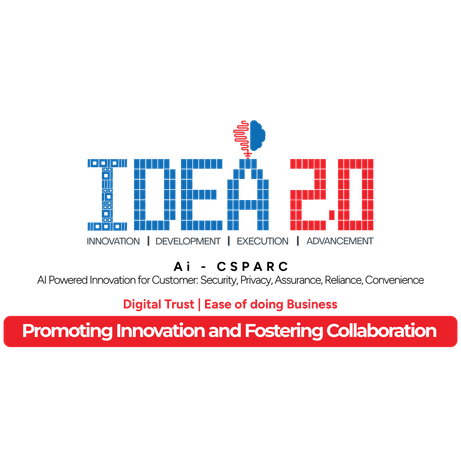 IDEA 2.0
INNOVATION | DEVELOPMENT | EXECUTION | ADVANCEMENT
Ai - CSPARC
AI Powered Innovation for Customer: Security, Privacy, Assurance, Reliance, Convenience
Digital Trust | Ease of doing Business
Promoting Innovation and Fostering Collaboration